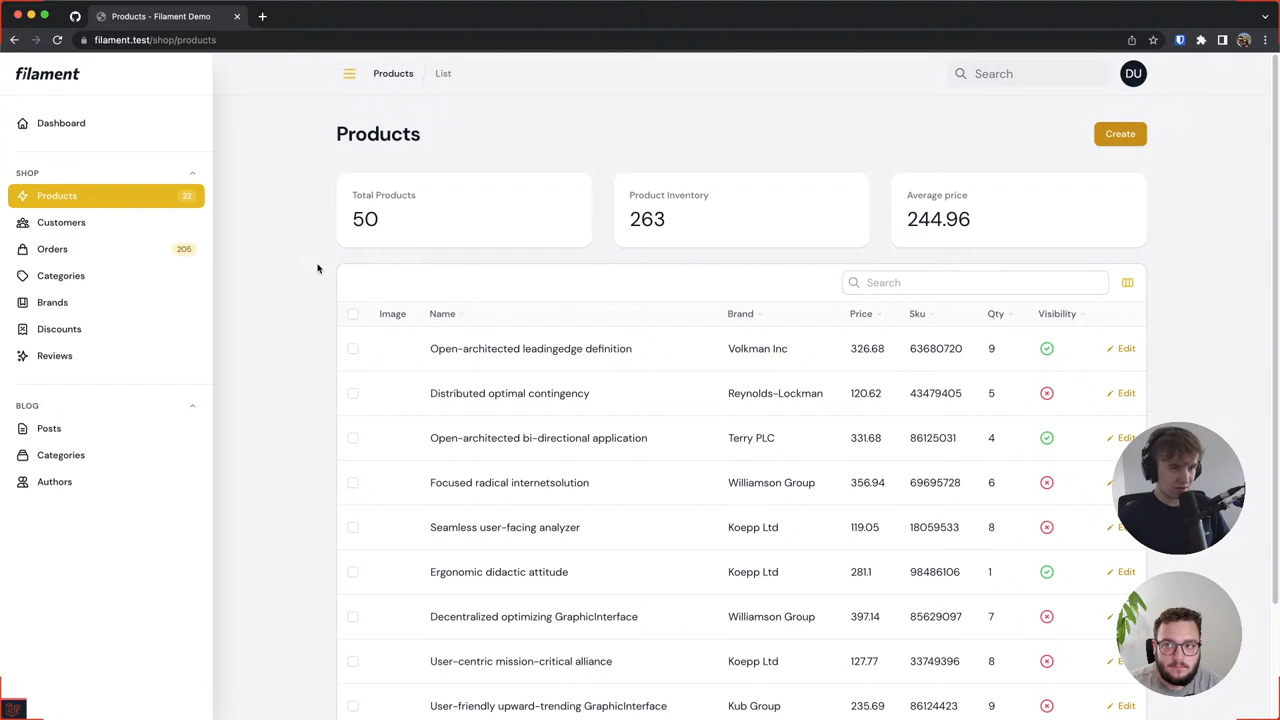 Products - Filament Demo
filament.test/shop/products
filament
Products / List
Search
DU
Dashboard
SHOP
Products 22
Customers
Orders 205
Categories
Brands
Discounts
Reviews
BLOG
Posts
Categories
Authors
Products
Create
Total Products
50
Product Inventory
263
Average price
244.96
Search
Image Name Brand Price Sku Qty Visibility
Open-architected leadingedge definition Volkman Inc 326.68 63680720 9 Edit
Distributed optimal contingency Reynolds-Lockman 120.62 43479405 5 Edit
Open-architected bi-directional application Terry PLC 331.68 86125031 4 Edit
Focused radical internetsolution Williamson Group 356.94 69695728 6
Seamless user-facing analyzer Koepp Ltd 119.05 18059533 8 Edit
Ergonomic didactic attitude Koepp Ltd 281.1 98486106 1 Edit
Decentralized optimizing GraphicInterface Williamson Group 397.14 85629097 7
User-centric mission-critical alliance Koepp Ltd 127.77 33749396 8
User-friendly upward-trending GraphicInterface Kub Group 235.69 86124423 9 Edit